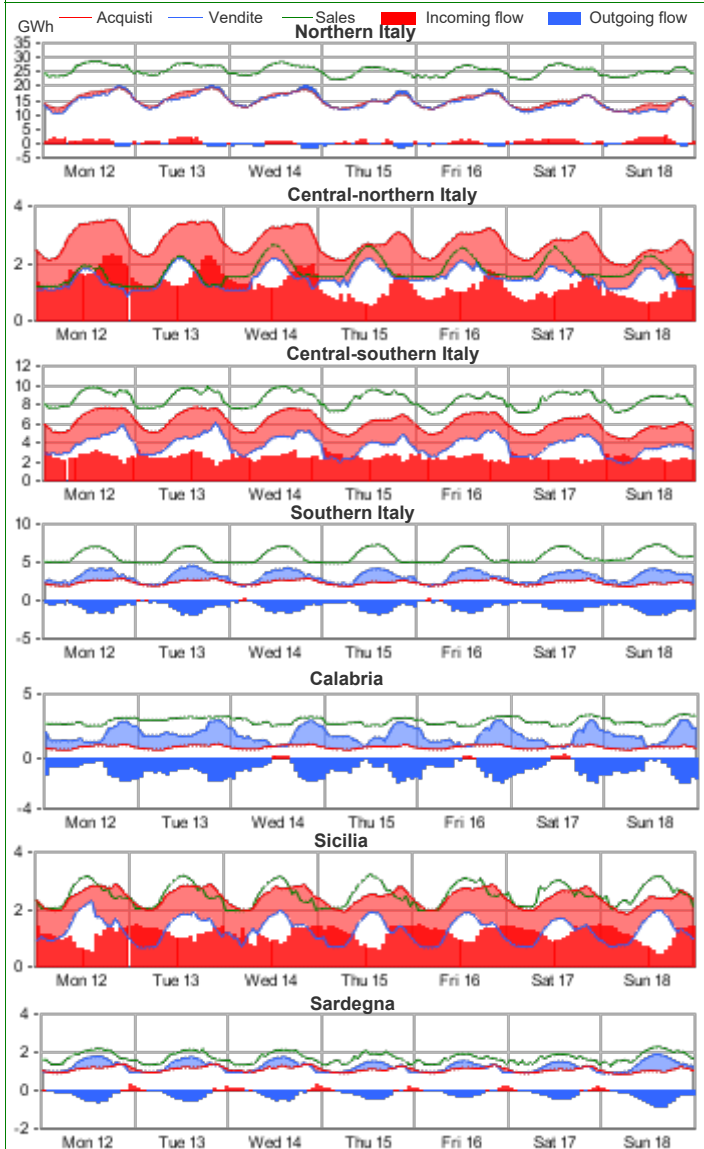 GWh Acquisti Vendite Sales Incoming flow Outgoing flow
Northern Italy
35
30
25
20
15
10
5
0
-5
Mon 12 Tue 13 Wed 14 Thu 15 Fri 16 Sat 17 Sun 18
Central-northern Italy
4
2
0
Mon 12 Tue 13 Wed 14 Thu 15 Fri 16 Sat 17 Sun 18
Central-southern Italy
12
10
8
6
4
2
0
Mon 12 Tue 13 Wed 14 Thu 15 Fri 16 Sat 17 Sun 18
Southern Italy
10
5
0
-5
Mon 12 Tue 13 Wed 14 Thu 15 Fri 16 Sat 17 Sun 18
Calabria
5
0
-4
Mon 12 Tue 13 Wed 14 Thu 15 Fri 16 Sat 17 Sun 18
Sicilia
4
2
0
Mon 12 Tue 13 Wed 14 Thu 15 Fri 16 Sat 17 Sun 18
Sardegna
4
2
0
-2
Mon 12 Tue 13 Wed 14 Thu 15 Fri 16 Sat 17 Sun 18